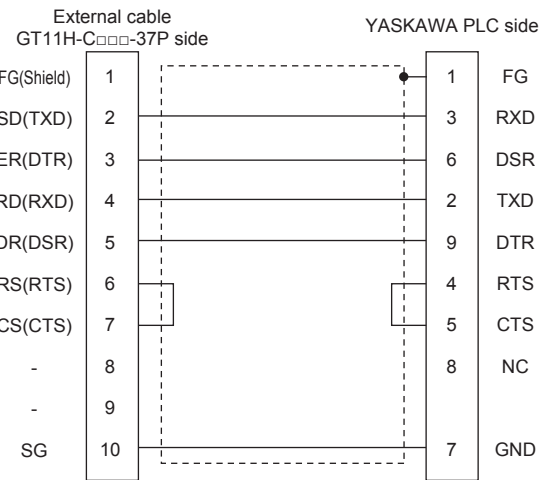 External cable
GT11H-C□□□-37P side
YASKAWA PLC side
FG(Shield) 1 1 FG
SD(TXD) 2 3 RXD
ER(DTR) 3 6 DSR
RD(RXD) 4 2 TXD
DR(DSR) 5 9 DTR
RS(RTS) 6 4 RTS
CS(CTS) 7 5 CTS
- 8 8 NC
- 9
SG 10 7 GND